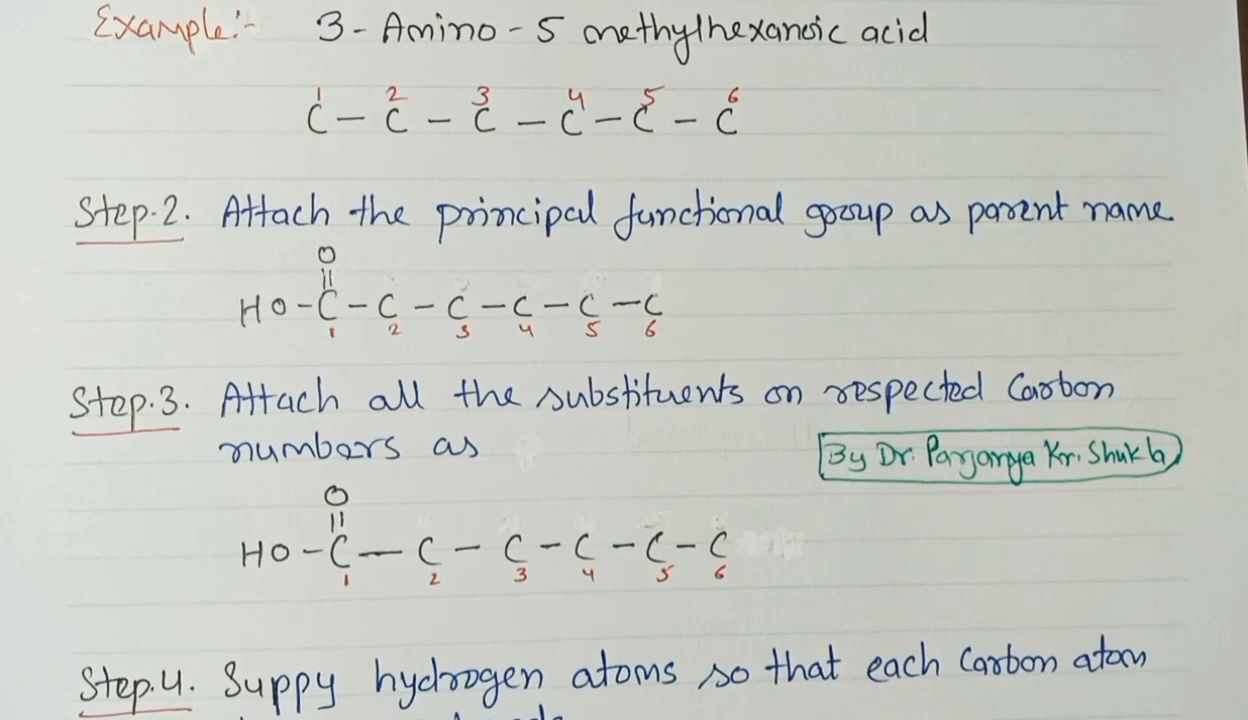 Example:- 3-Amino-5 methylhexanoic acid
1 2 3 4 5 6
C - C - C - C - C - C
Step.2. Attach the principal functional group as parent name
O
||
HO - C - C - C - C - C - C
1 2 3 4 5 6
Step.3. Attach all the substituents on respected Carbon
numbers as
By Dr. Parjanya Kr. Shukla
O
||
HO - C - C - C - C - C - C
1 2 3 4 5 6
Step.4. Suppy hydrogen atoms so that each Carbon atom